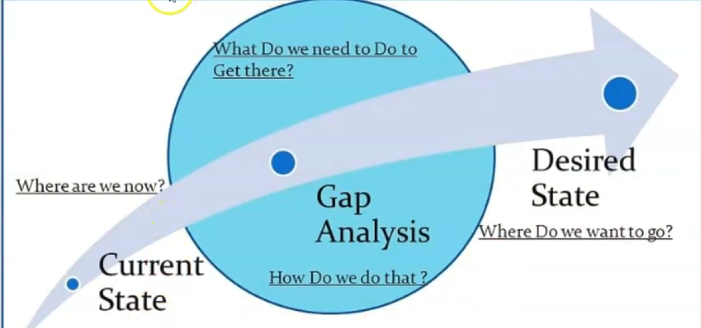 What Do we need to Do to
Get there?
Where are we now?
Current
State
Gap
Analysis
How Do we do that ?
Desired
State
Where Do we want to go?